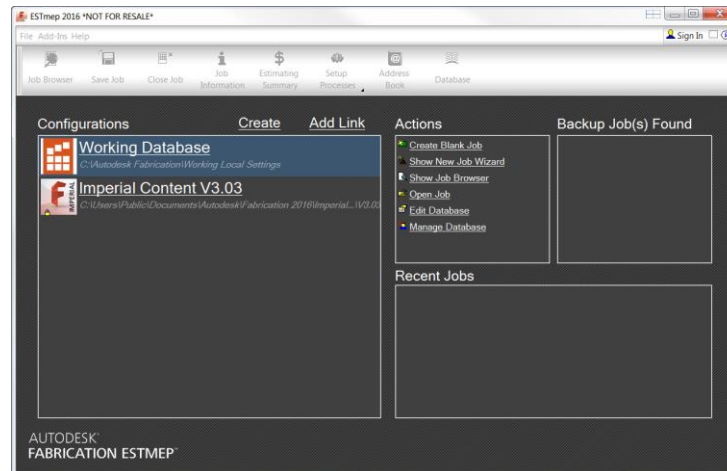 ESTmep 2016 *NOT FOR RESALE*
File Add-Ins Help
Sign In
Job Browser
Save Job
Close Job
Job Information
Estimating Summary
Setup Processes
Address Book
Database
Configurations
Create
Add Link
Working Database
C:\Autodesk Fabrication\Working Local Settings
IMPERIAL
Imperial Content V3.03
C:\Users\Public\Documents\Autodesk\Fabrication 2016\Imperial...\V3.03
Actions
Create Blank Job
Show New Job Wizard
Show Job Browser
Open Job
Edit Database
Manage Database
Backup Job(s) Found
Recent Jobs
AUTODESK®
FABRICATION ESTMEP™